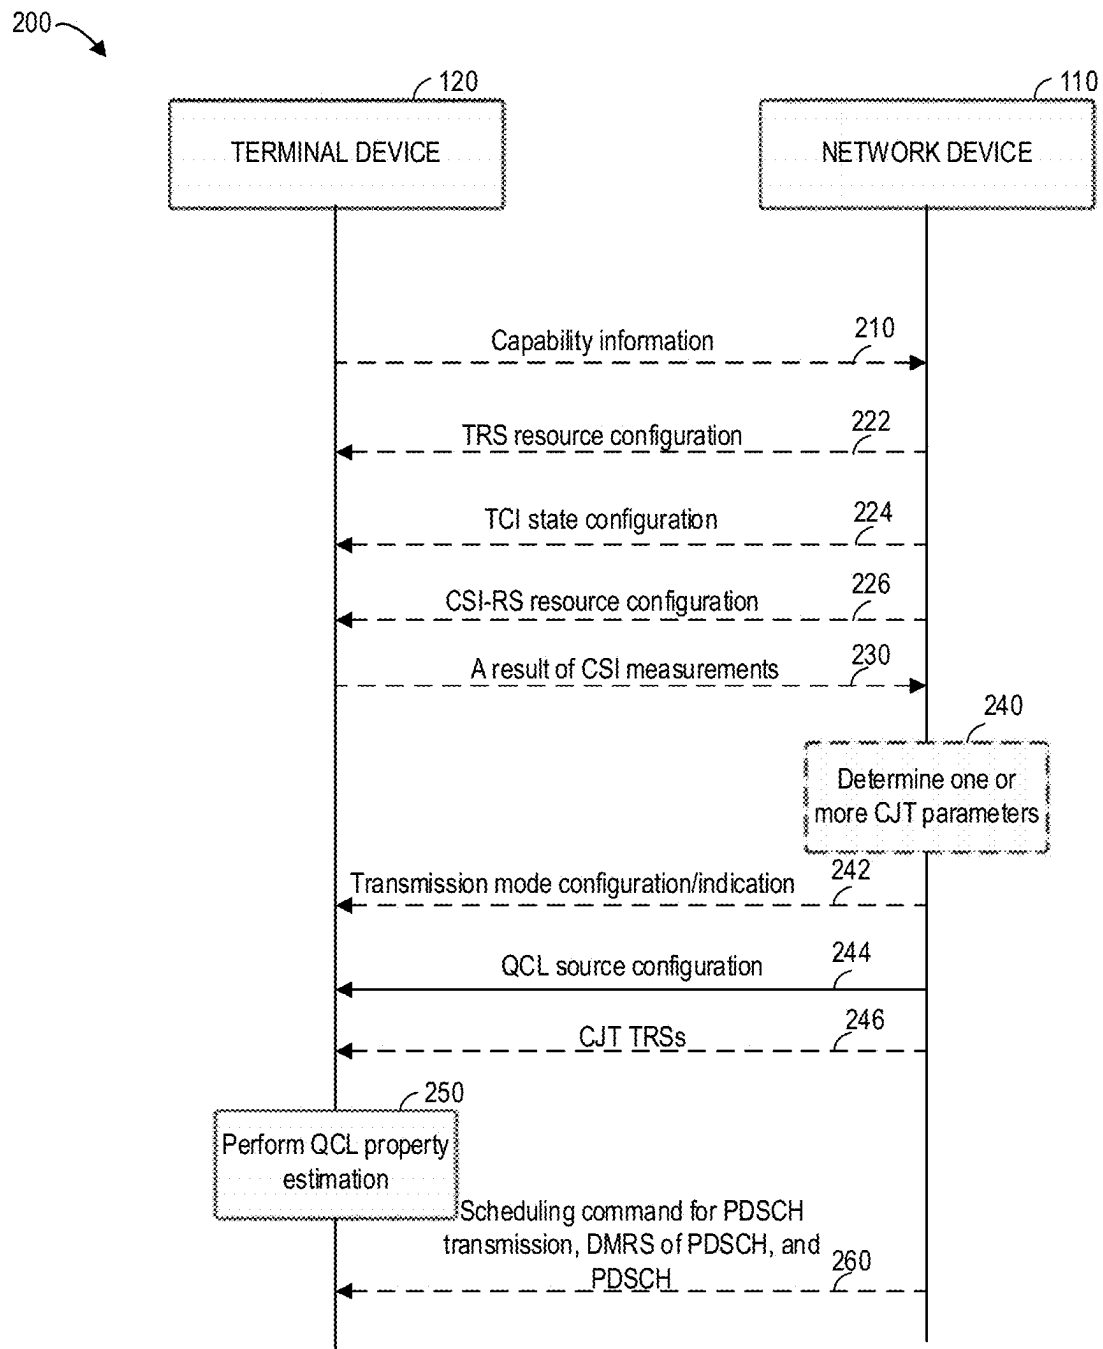 200
120
110
TERMINAL DEVICE
NETWORK DEVICE
Capability information
210
TRS resource configuration
222
TCI state configuration
224
CSI-RS resource configuration
226
A result of CSI measurements
230
240
Determine one or
more CJT parameters
Transmission mode configuration/indication
242
QCL source configuration
244
CJT TRSs
246
250
Perform QCL property
estimation
Scheduling command for PDSCH
transmission, DMRS of PDSCH, and
PDSCH
260